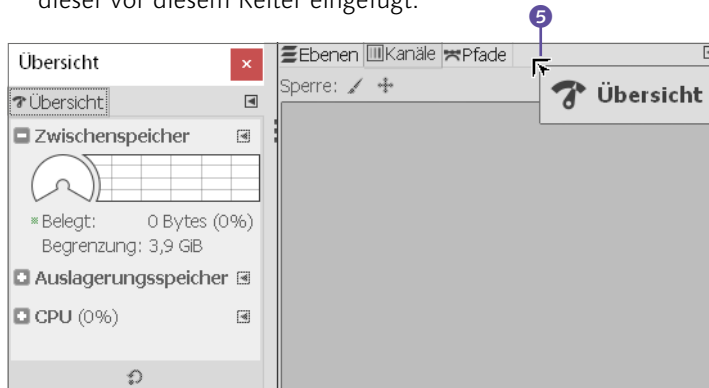 dieser vor diesem Reiter eingefügt.
5
Übersicht
Übersicht
Zwischenspeicher
Belegt: 0 Bytes (0%)
Begrenzung: 3,9 GiB
Auslagerungsspeicher
CPU (0%)
Ebenen Kanäle Pfade
Sperre:
Übersicht